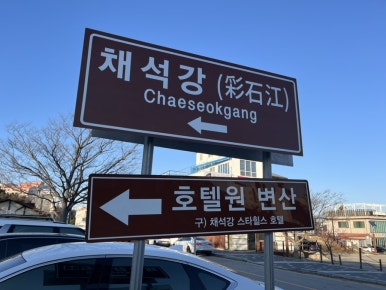 채석강 (彩石江)
Chaeseokgang
호텔원 변산
구) 채석강 스타힐스 호텔